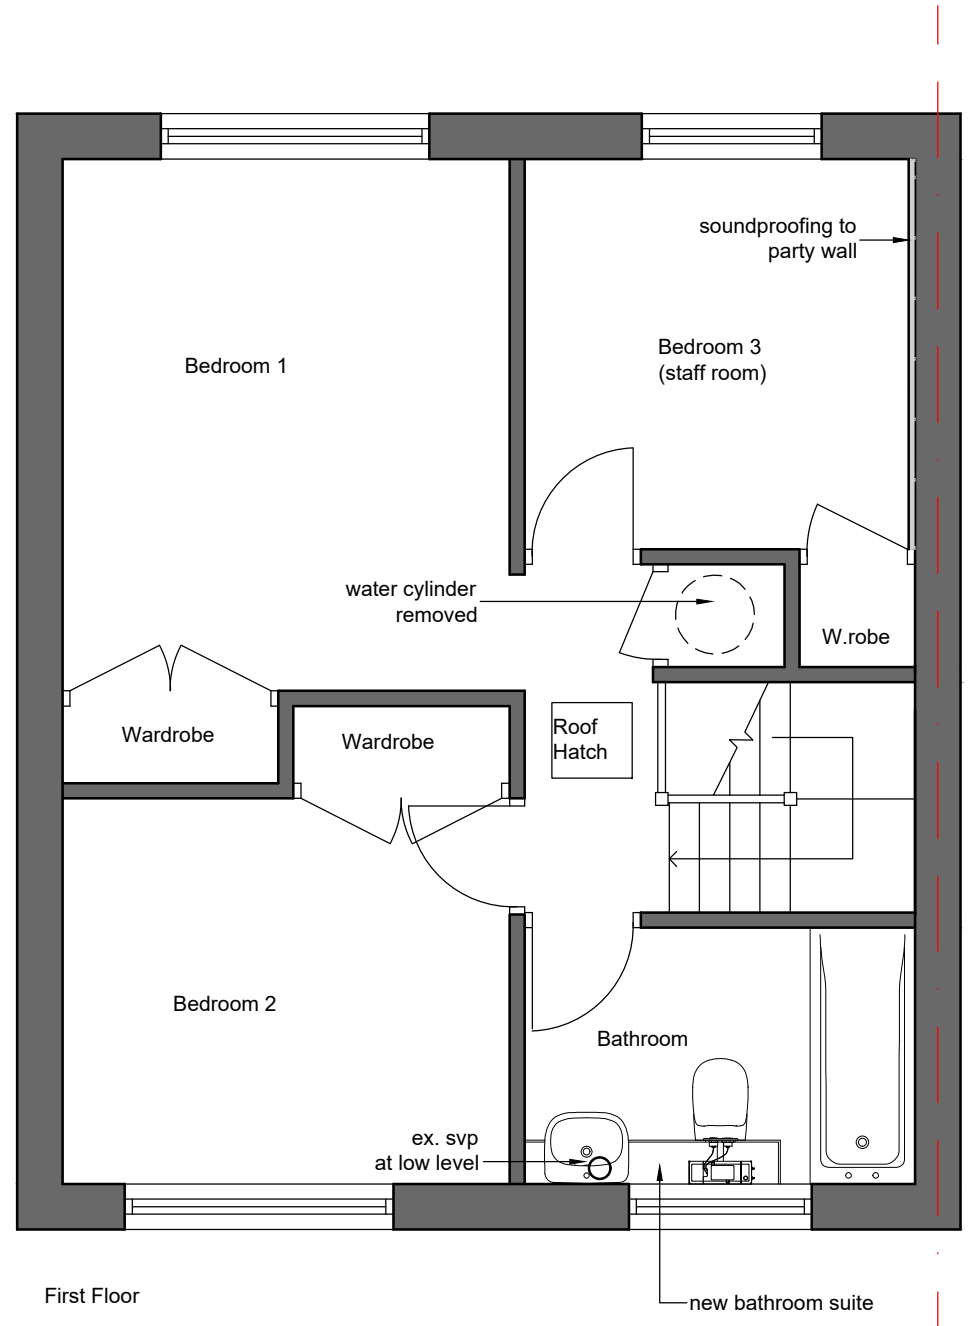 soundproofing to
party wall
Bedroom 1
Bedroom 3
(staff room)
water cylinder
removed
W.robe
Wardrobe
Wardrobe
Roof
Hatch
Bedroom 2
Bathroom
ex. svp
at low level
First Floor
new bathroom suite